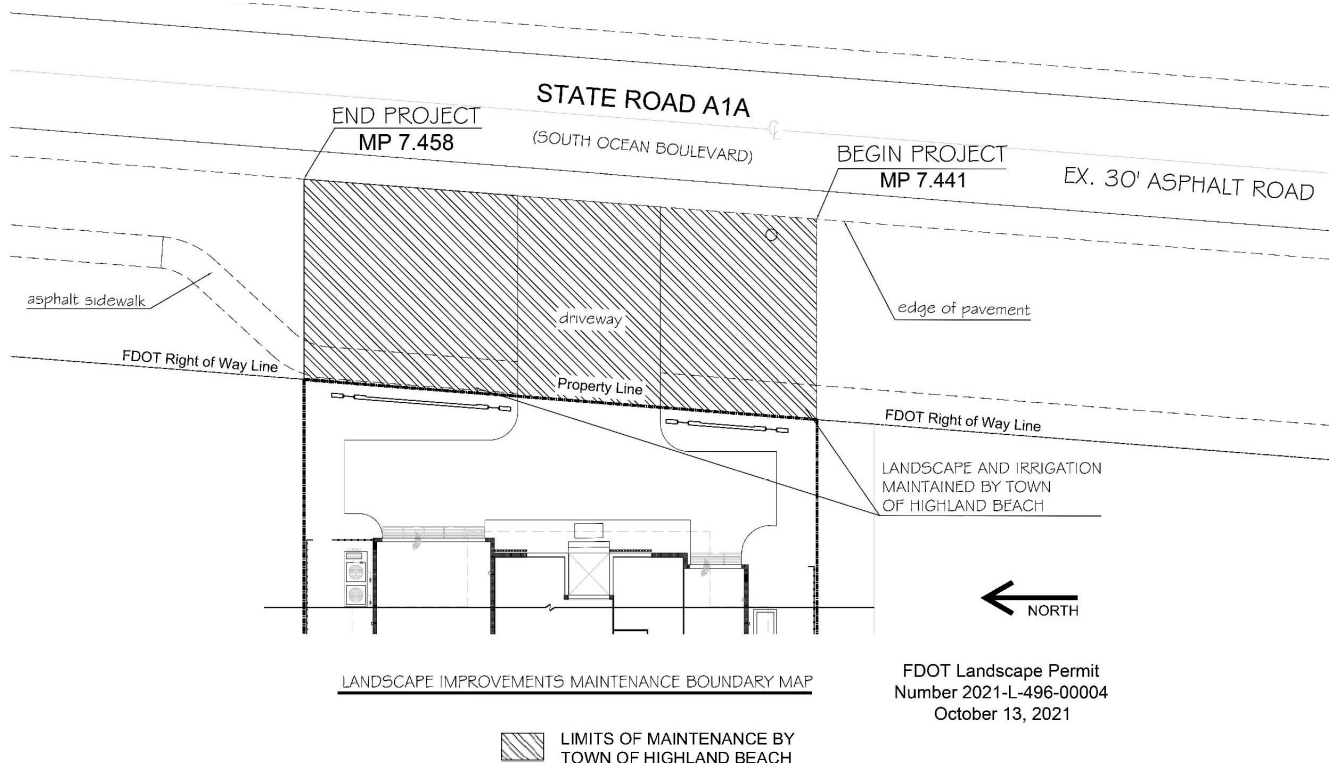 STATE ROAD A1A
(SOUTH OCEAN BOULEVARD)
END PROJECT
MP 7.458
BEGIN PROJECT
MP 7.441
EX. 30' ASPHALT ROAD
asphalt sidewalk
driveway
edge of pavement
FDOT Right of Way Line
Property Line
FDOT Right of Way Line
LANDSCAPE AND IRRIGATION
MAINTAINED BY TOWN
OF HIGHLAND BEACH
NORTH
LANDSCAPE IMPROVEMENTS MAINTENANCE BOUNDARY MAP
FDOT Landscape Permit
Number 2021-L-496-00004
October 13, 2021
LIMITS OF MAINTENANCE BY
TOWN OF HIGHLAND BEACH